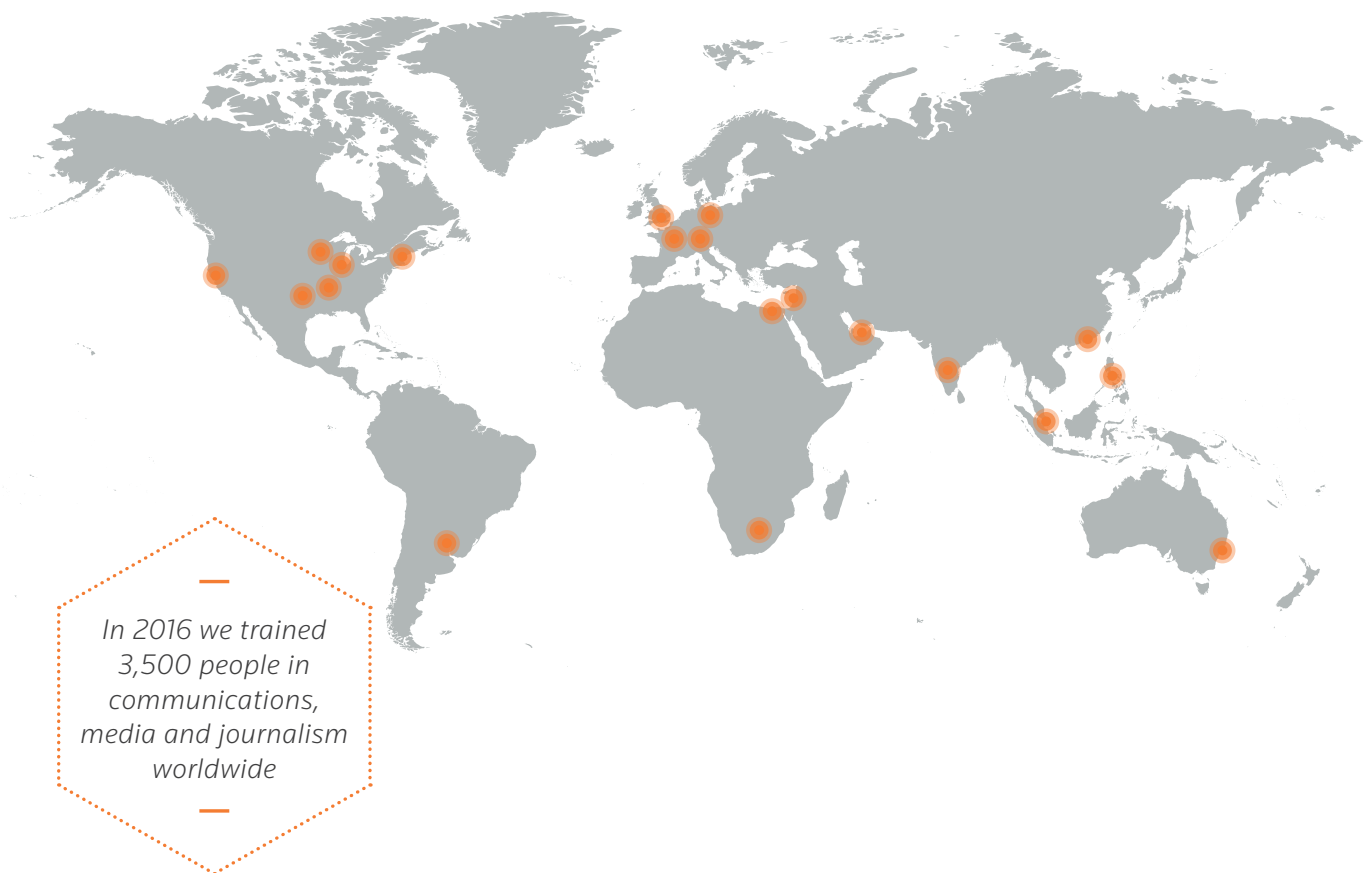 In 2016 we trained
3,500 people in
communications,
media and journalism
worldwide